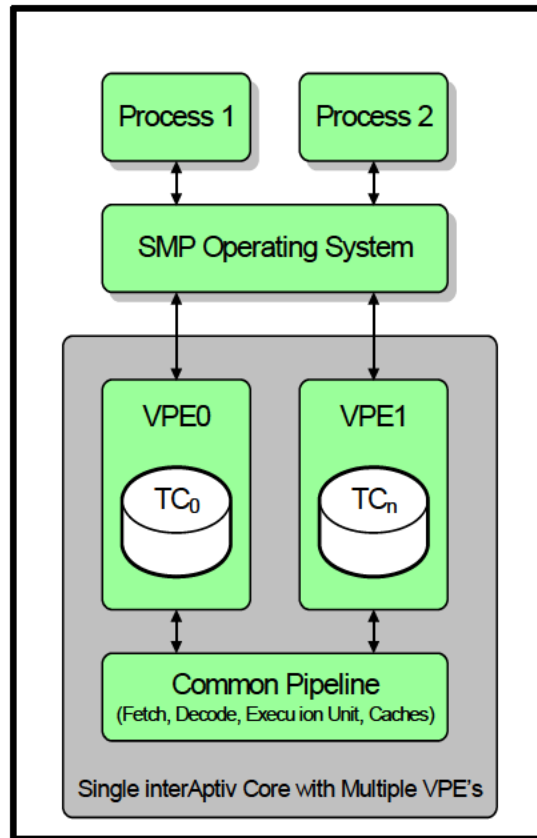 Process 1
Process 2
SMP Operating System
VPE0
VPE1
TC0
TCn
Common Pipeline
(Fetch, Decode, Execu ion Unit, Caches)
Single interAptiv Core with Multiple VPE's